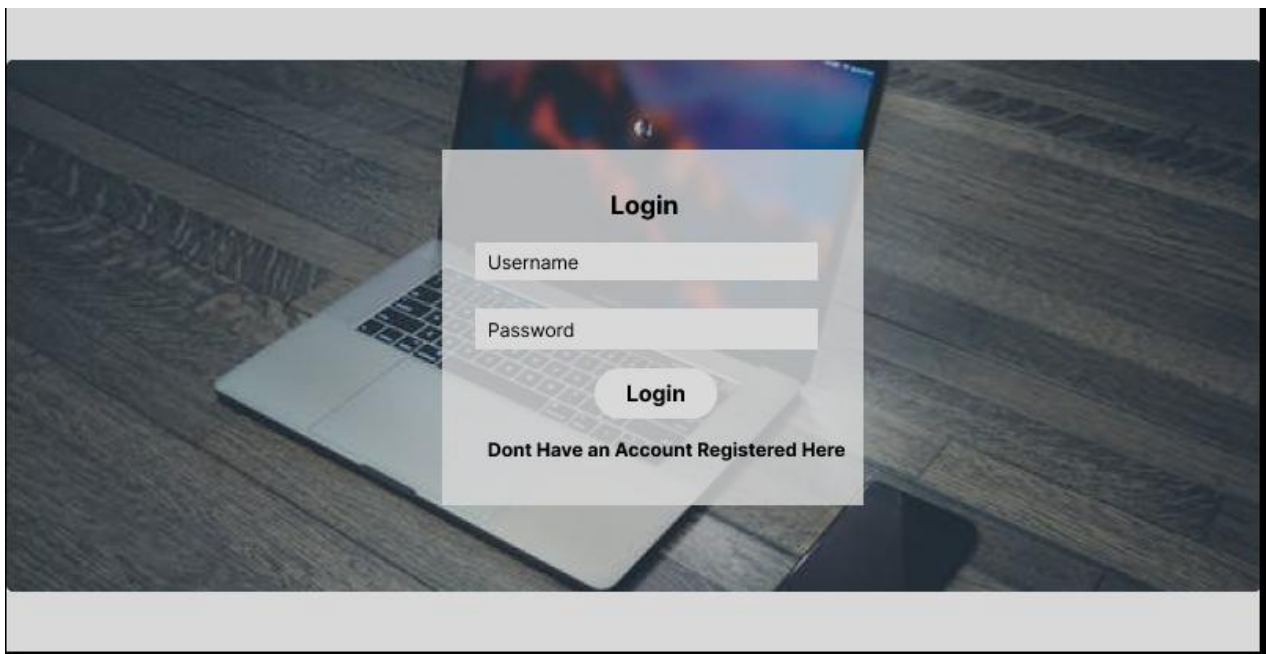 Login
Username
Password
Login
Dont Have an Account Registered Here